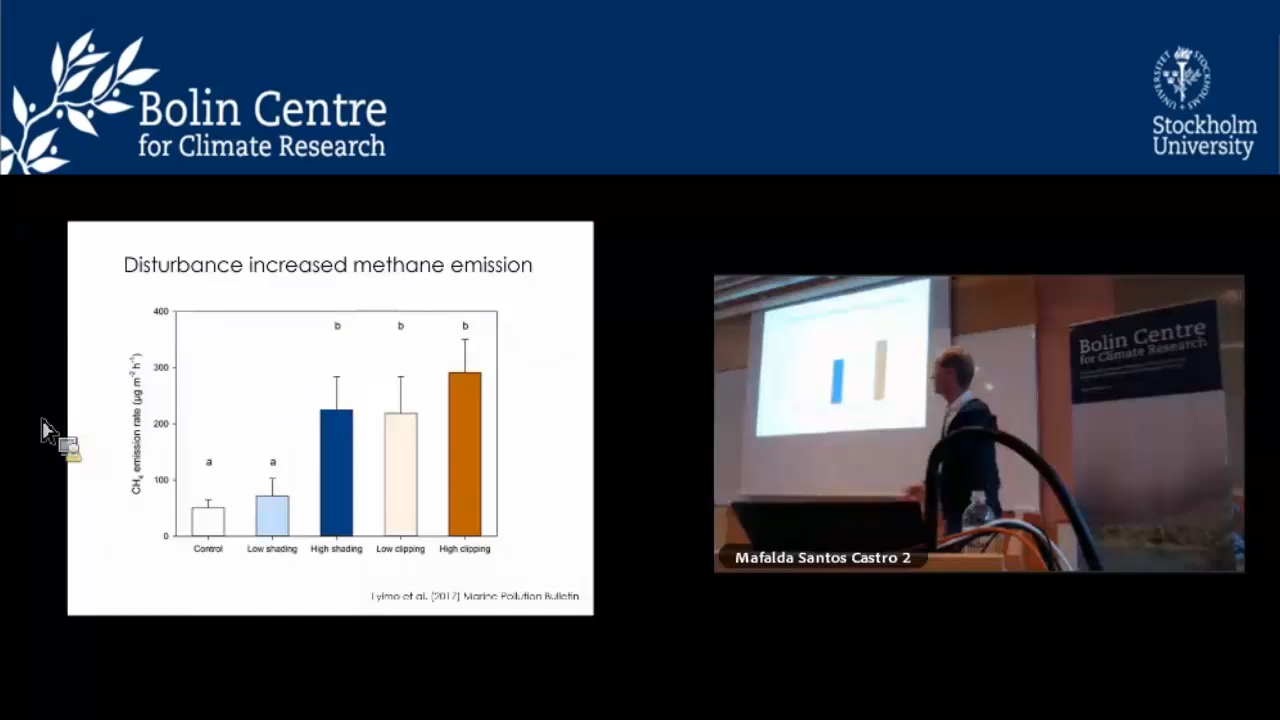 Bolin Centre
for Climate Research
Stockholm
University
Disturbance increased methane emission
400
300
200
100
0
CH₄ emission rate (µg m⁻² h⁻¹)
a
a
b
b
b
Control
Low shading
High shading
Low clipping
High clipping
Lyimo et al. (2017) Marine Pollution Bulletin
Bolin Centre
for Climate Research
Mafalda Santos Castro 2